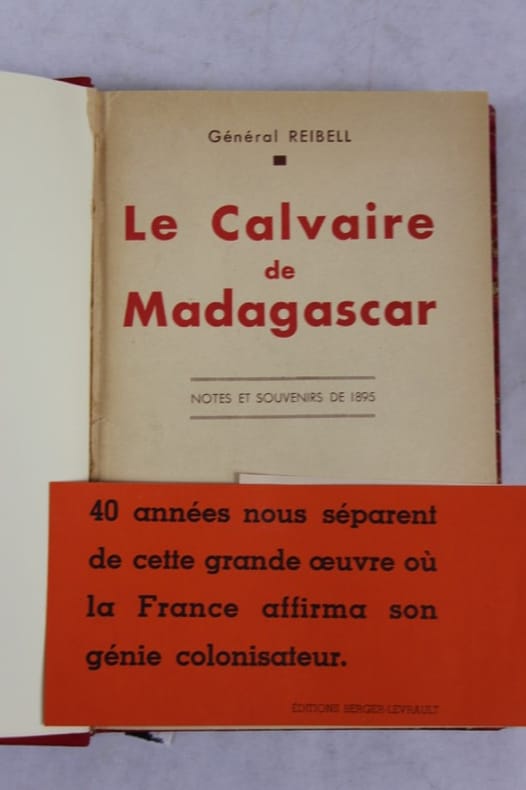 Général REIBELL
Le Calvaire
de
Madagascar
NOTES ET SOUVENIRS DE 1895
40 années nous séparent
de cette grande œuvre où
la France affirma son
génie colonisateur.
ÉDITIONS BERGER-LEVRAULT